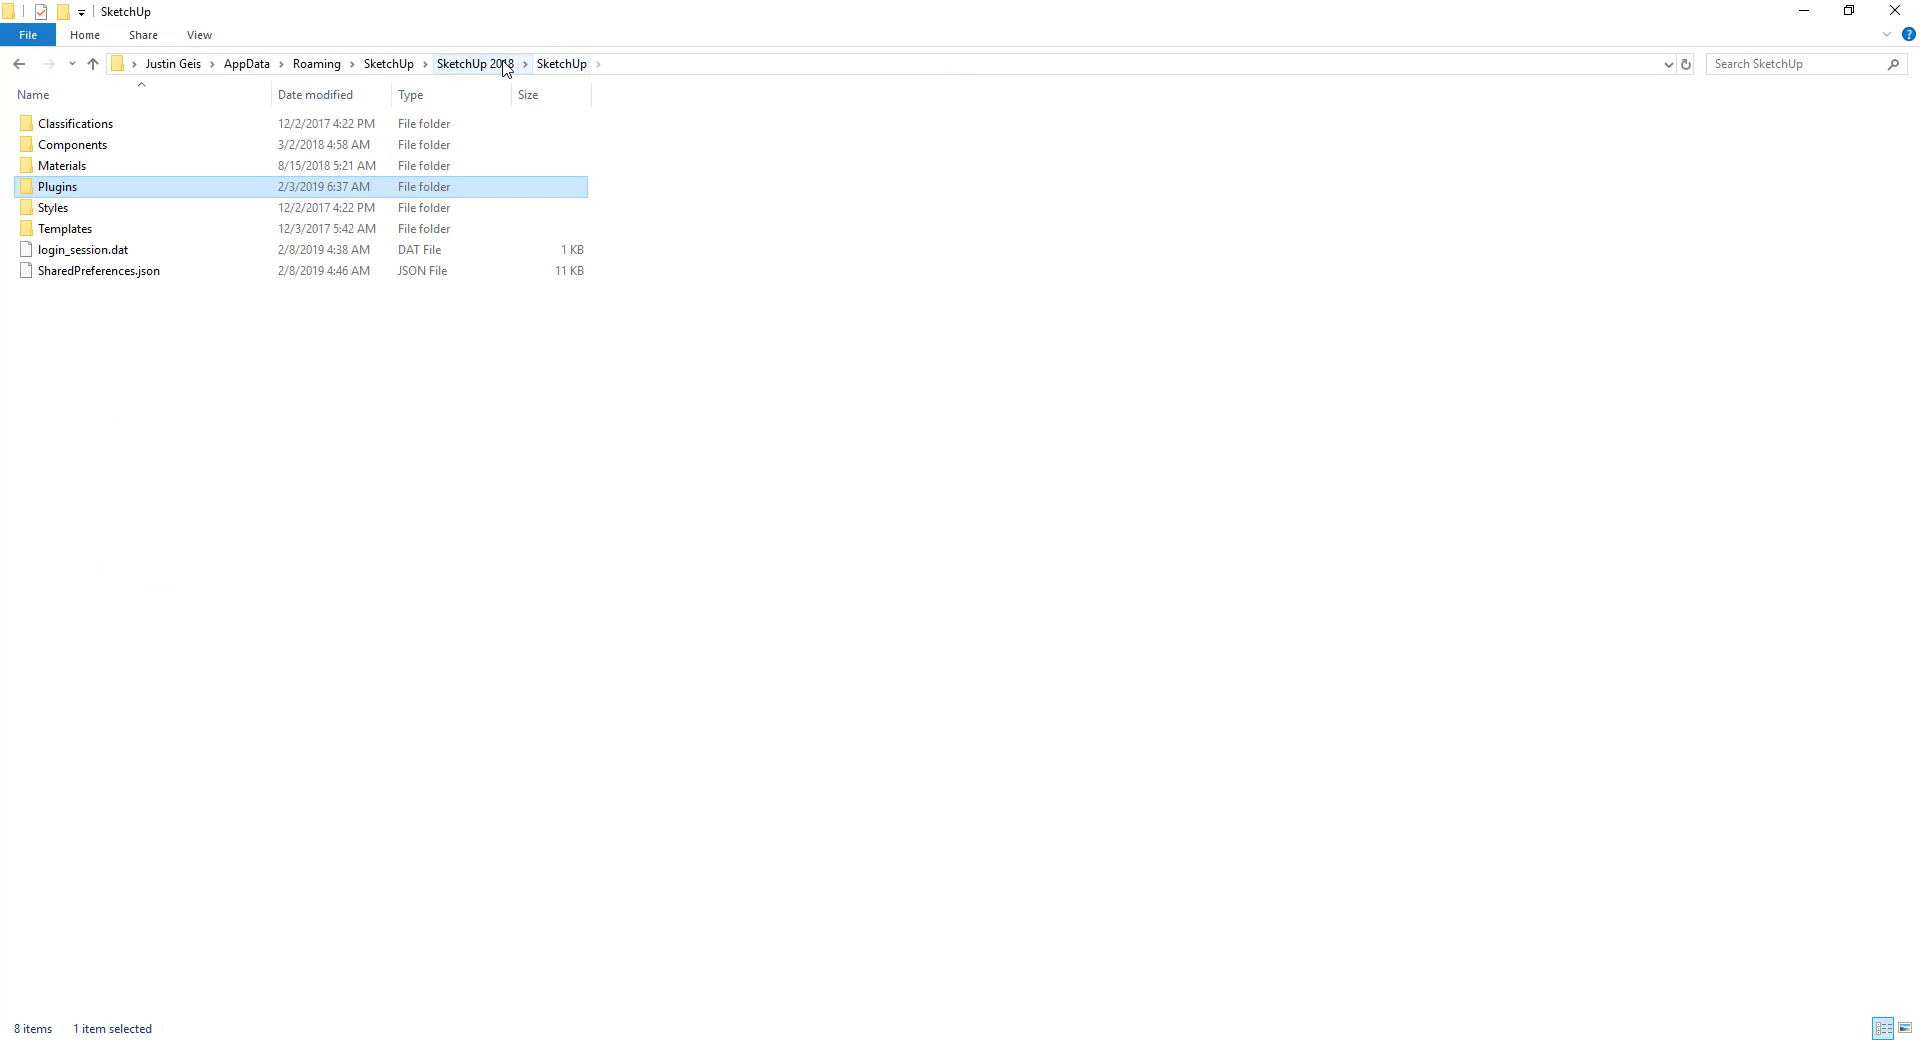 SketchUp
File Home Share View
Justin Geis AppData Roaming SketchUp SketchUp 2018 SketchUp Search SketchUp
Name Date modified Type Size
Classifications 12/2/2017 4:22 PM File folder
Components 3/2/2018 4:58 AM File folder
Materials 8/15/2018 5:21 AM File folder
Plugins 2/3/2019 6:37 AM File folder
Styles 12/2/2017 4:22 PM File folder
Templates 12/3/2017 5:42 AM File folder
login_session.dat 2/8/2019 4:38 AM DAT File 1 KB
SharedPreferences.json 2/8/2019 4:46 AM JSON File 11 KB
8 items 1 item selected